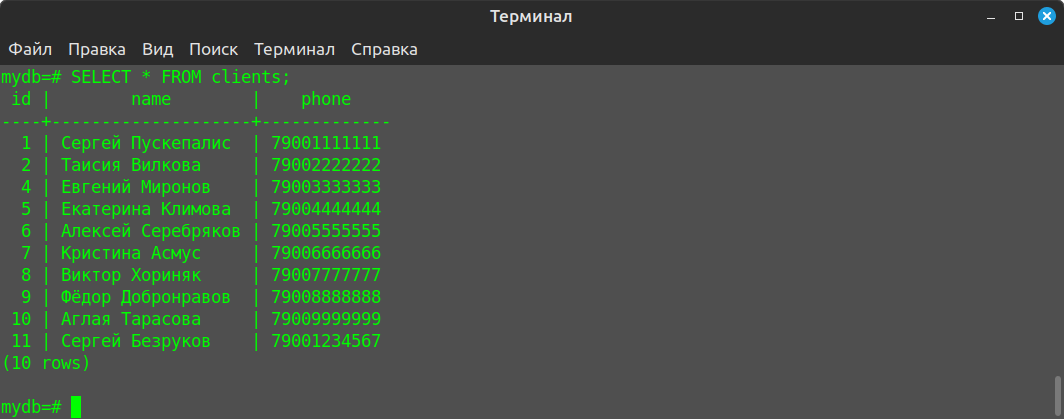 Терминал
Файл Правка Вид Поиск Терминал Справка
mydb=# SELECT * FROM clients;
 id |        name        |    phone
----+--------------------+-------------
  1 | Сергей Пускепалис  | 79001111111
  2 | Таисия Вилкова     | 79002222222
  4 | Евгений Миронов    | 79003333333
  5 | Екатерина Климова  | 79004444444
  6 | Алексей Серебряков | 79005555555
  7 | Кристина Асмус     | 79006666666
  8 | Виктор Хориняк     | 79007777777
  9 | Фёдор Добронравов  | 79008888888
 10 | Аглая Тарасова     | 79009999999
 11 | Сергей Безруков    | 79001234567
(10 rows)
mydb=#